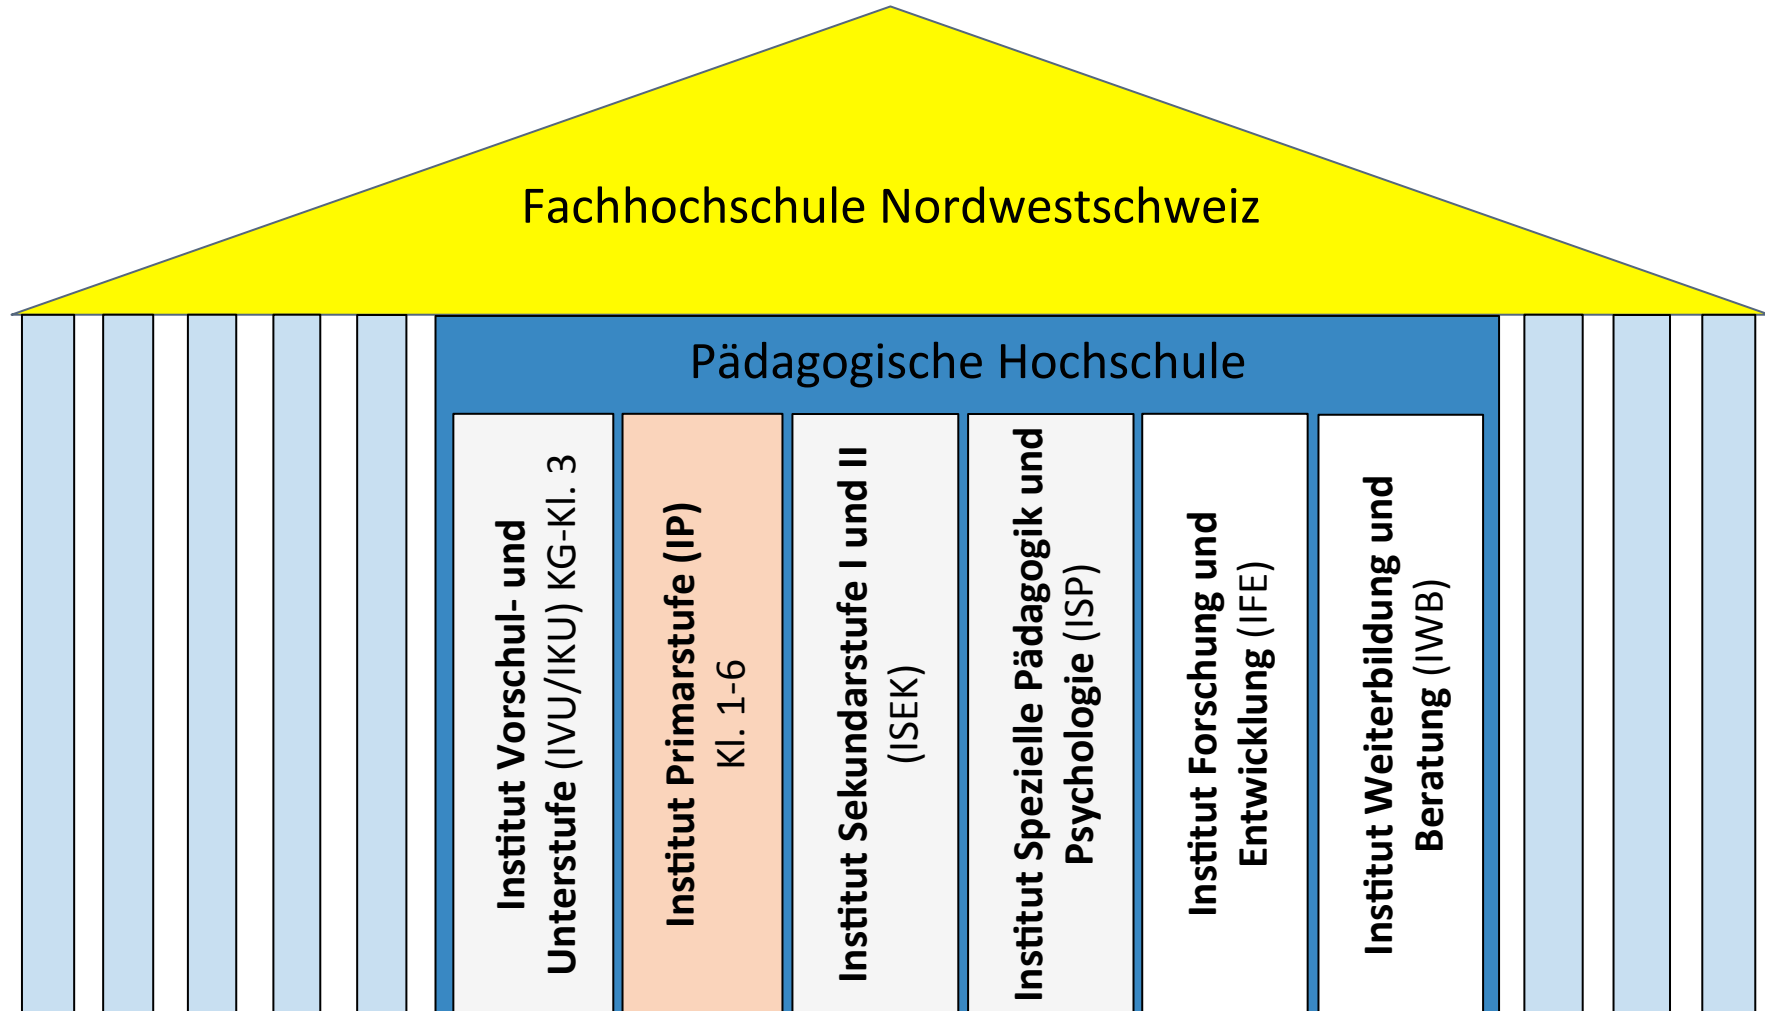 Fachhochschule Nordwestschweiz
Pädagogische Hochschule
Institut Vorschul- und
Unterstufe (IVU/IKU) KG-Kl. 3
Institut Primarstufe (IP)
Kl. 1-6
Institut Sekundarstufe I und II
(ISEK)
Institut Spezielle Pädagogik und
Psychologie (ISP)
Institut Forschung und
Entwicklung (IFE)
Institut Weiterbildung und
Beratung (IWB)